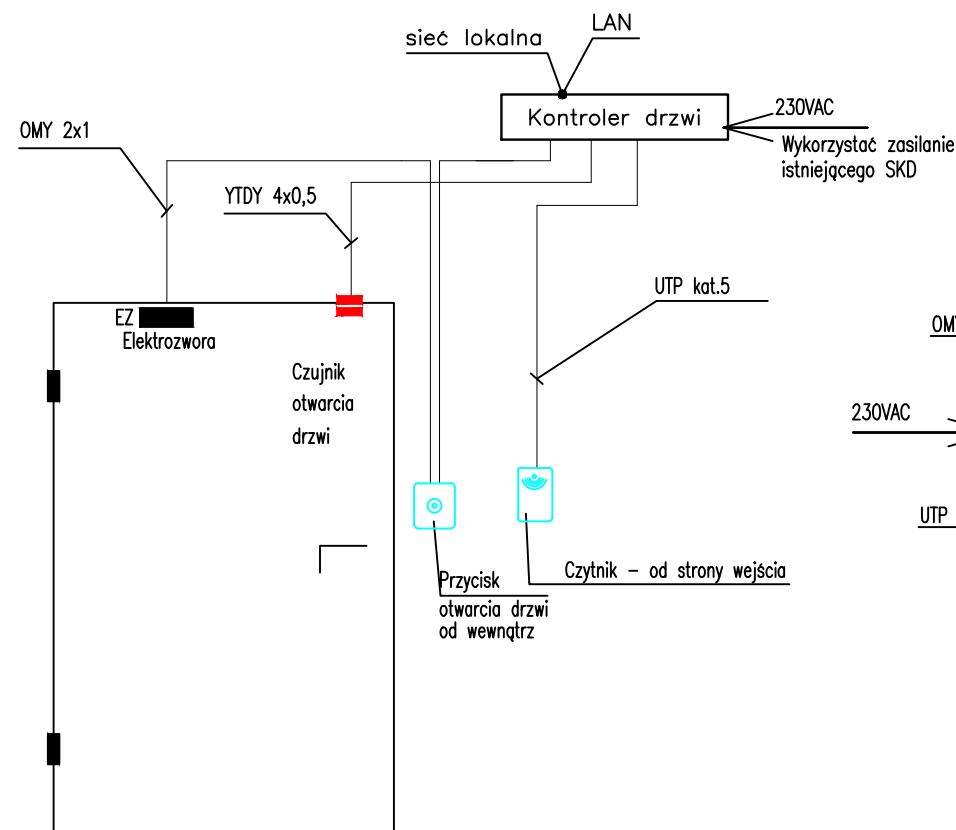 LAN
sieć lokalna
230VAC
Kontroler drzwi
OMY 2x1
Wykorzystać zasilanie
istniejącego SKD
YTDY 4x0,5
UTP kat.5
EZ
Elektrozwora
OMY
Czujnik
otwarcia
drzwi
230VAC
UTP
Przycisk
otwarcia drzwi
od wewnątrz
Czytnik – od strony wejścia